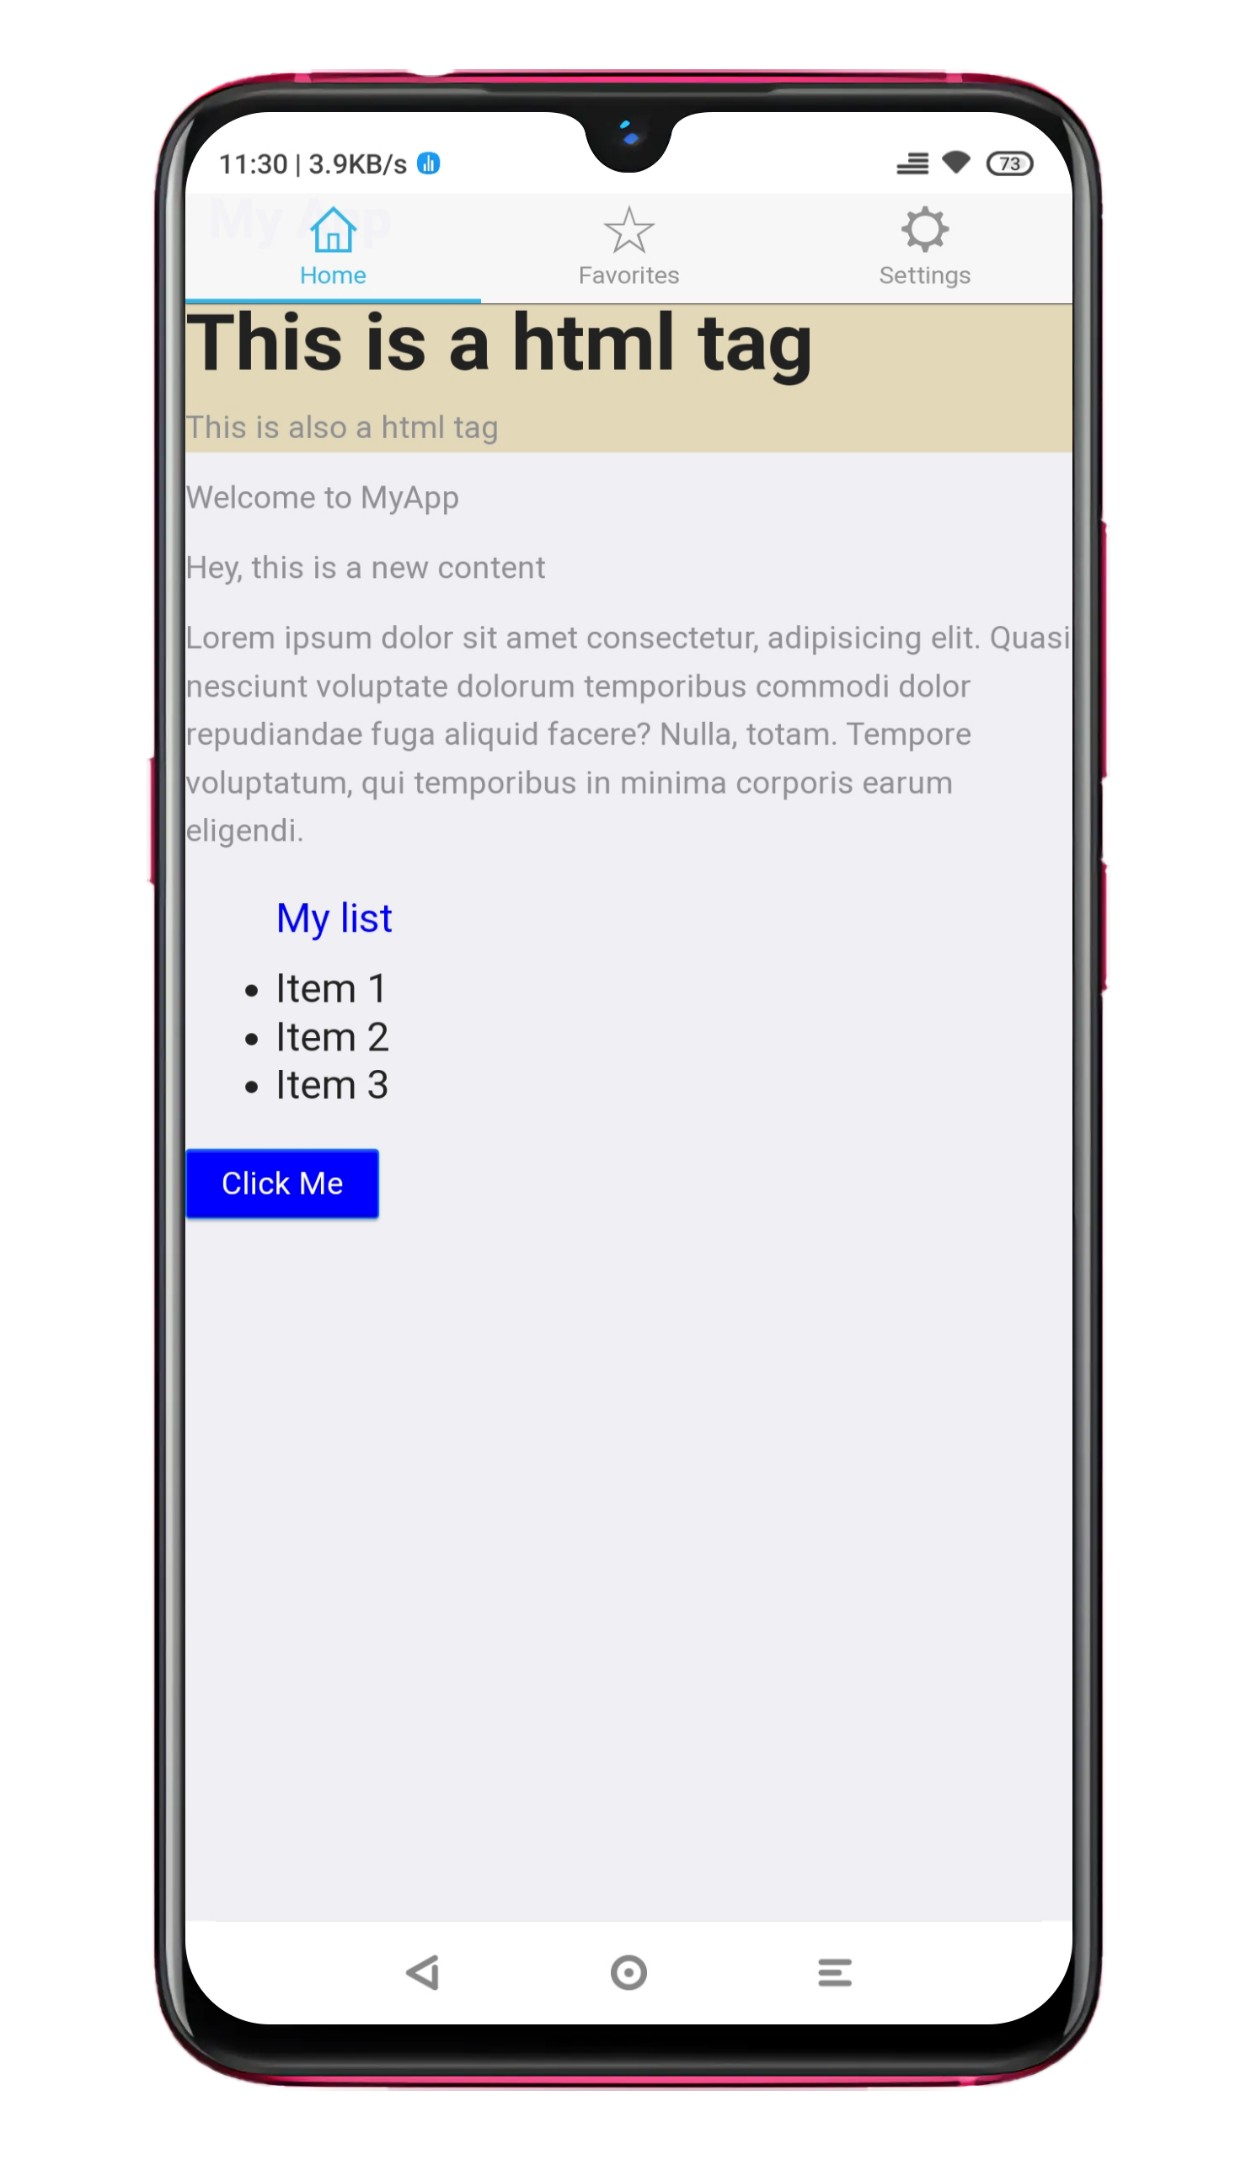 11:30 | 3.9KB/s
73
My App
Home
Favorites
Settings
This is a html tag
This is also a html tag
Welcome to MyApp
Hey, this is a new content
Lorem ipsum dolor sit amet consectetur, adipisicing elit. Quasi
nesciunt voluptate dolorum temporibus commodi dolor
repudiandae fuga aliquid facere? Nulla, totam. Tempore
voluptatum, qui temporibus in minima corporis earum
eligendi.
My list
Item 1
Item 2
Item 3
Click Me